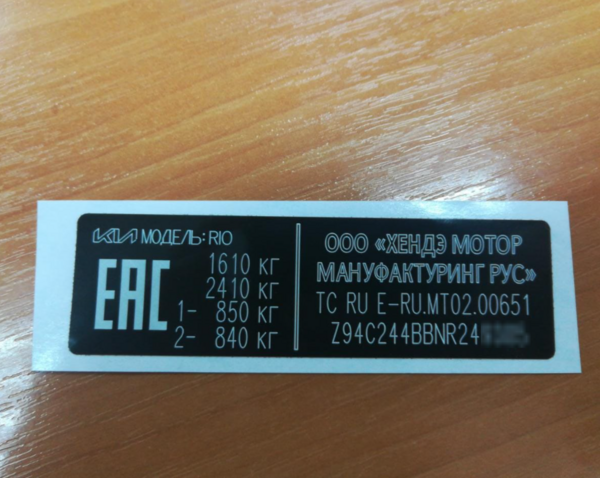 KIA МОДЕЛЬ: RIO
EAC
1610 КГ
2410 КГ
1- 850 КГ
2- 840 КГ
ООО «ХЕНДЭ МОТОР
МАНУФАКТУРИНГ РУС»
ТС RU E-RU.MT02.00651
Z94C244BBNR24